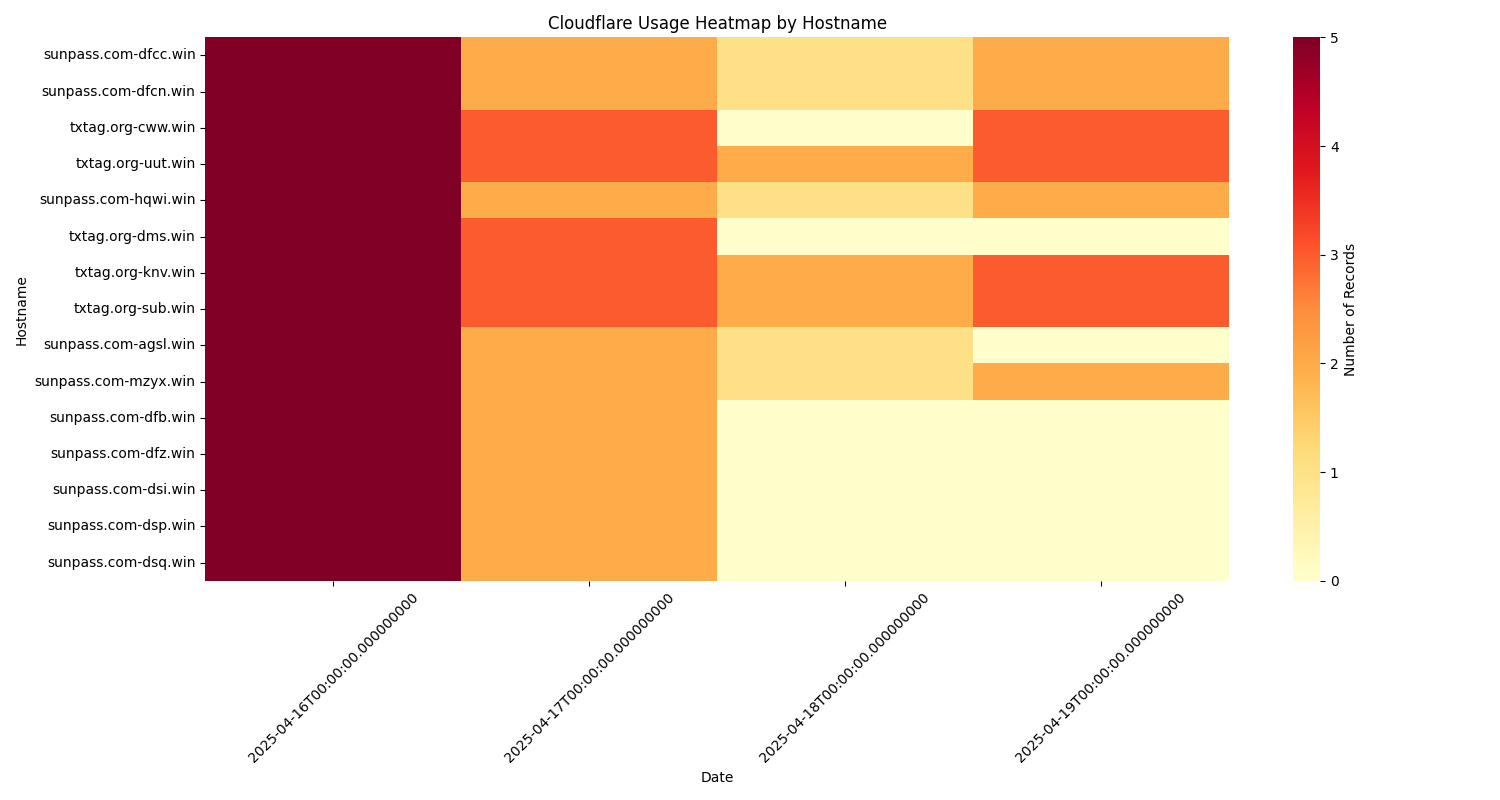 Cloudflare Usage Heatmap by Hostname
Hostname
sunpass.com-dfcc.win
sunpass.com-dfcn.win
txtag.org-cww.win
txtag.org-uut.win
sunpass.com-hqwi.win
txtag.org-dms.win
txtag.org-knv.win
txtag.org-sub.win
sunpass.com-agsl.win
sunpass.com-mzyx.win
sunpass.com-dfb.win
sunpass.com-dfz.win
sunpass.com-dsi.win
sunpass.com-dsp.win
sunpass.com-dsq.win
2025-04-16T00:00:00.000000000
2025-04-17T00:00:00.000000000
2025-04-18T00:00:00.000000000
2025-04-19T00:00:00.000000000
Date
5
4
3
2
1
0
Number of Records